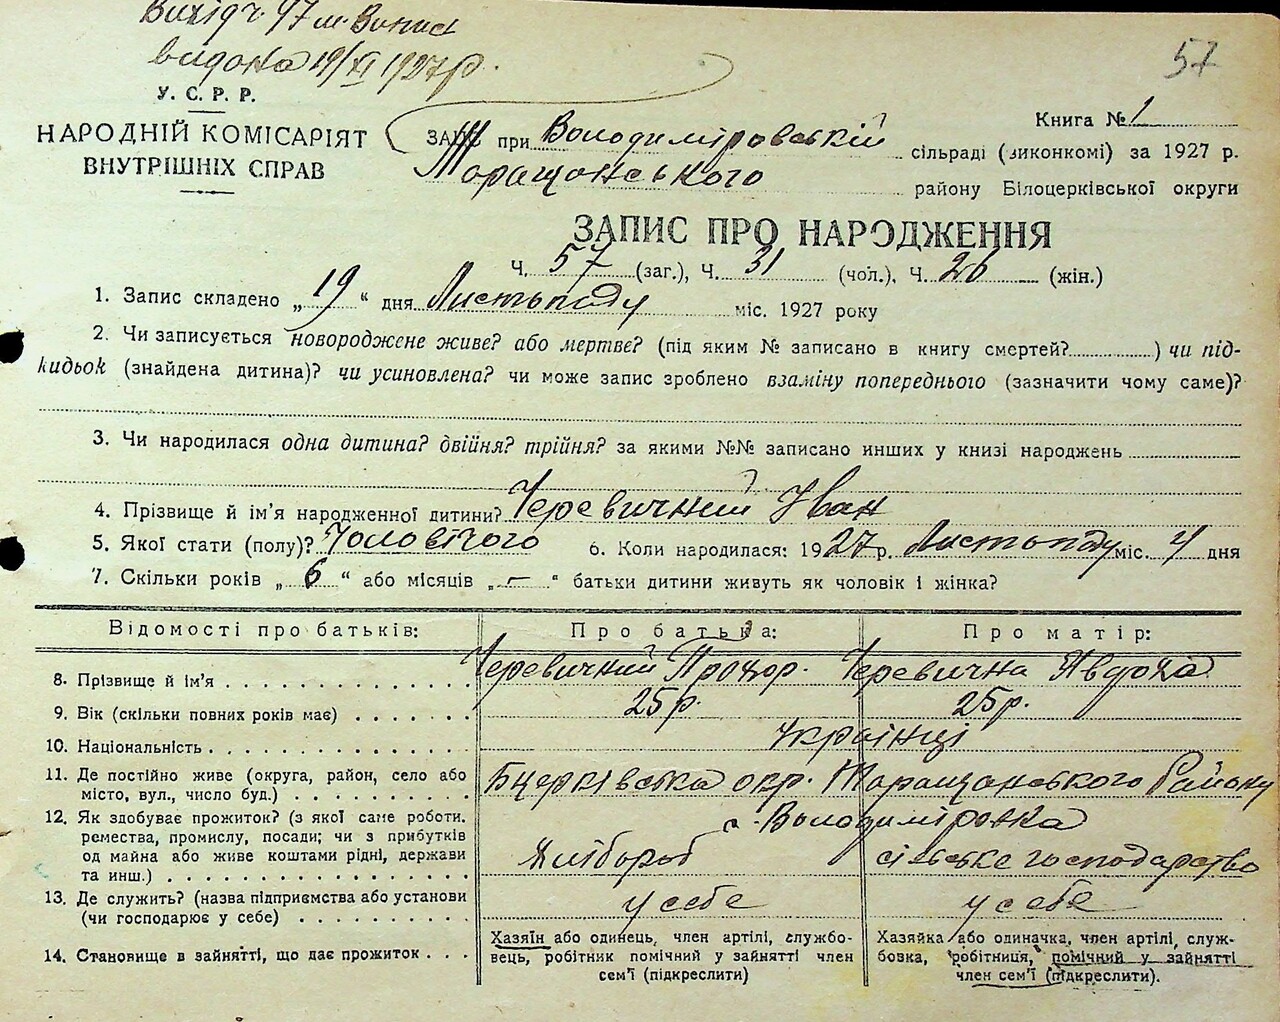 Витяг ч. 97 м. Випис
видана 19/XI 1927 р.
57
У. С. Р. Р.
НАРОДНІЙ КОМІСАРІЯТ
ВНУТРІШНІХ СПРАВ
Книга № 1
ЗАЦС при Володимирівській сільраді (виконкомі) за 1927 р.
Таращанського району Білоцерківської округи
ЗАПИС ПРО НАРОДЖЕННЯ
Ч. 57 (заг.), Ч. 31 (чол.), Ч. 26 (жін.)
1. Запис складено „ 19 “ дня Листопаду міс. 1927 року
2. Чи записується новороджене живе? або мертве? (під яким № записано в книгу смертей? ) чи під-
кидьок (знайдена дитина)? чи усиновлена? чи може запис зроблено взаміну попереднього (зазначити чому саме)?
3. Чи народилася одна дитина? двійня? трійня? за якими №№ записано инших у книзі народжень
4. Прізвище й ім'я народженної дитини? Черевичний Іван
5. Якої стати (полу)? Чоловічого 6. Коли народилася: 1927 р. Листопаду міс. 4 дня
7. Скільки років „ 6 “ або місяців „ – “ батьки дитини живуть як чоловік і жінка?
Відомості про батьків: Про батька: Про матір:
8. Прізвище й ім'я Черевичний Прохор. Черевична Явдоха
9. Вік (скільки повних років має) 25 р. 25 р.
10. Національність Українці
11. Де постійно живе (округа, район, село або Бцерківська окр. Таращанського Району
місто, вул., число буд.)
12. Як здобуває прожиток? (з якої саме роботи. с. Володиміровка
ремества, промислу, посади; чи з прибутків
од майна або живе коштами рідні, держави Хлібороб сільське господарство
та инш.)
13. Де служить? (назва підприємства або установи у себе у себе
(чи господарює у себе)
14. Становище в зайнятті, що дає прожиток
Хазяїн або одинець, член артілі, службо-
вець, робітник помічний у зайнятті член
сем'ї (підкреслити)
Хазяйка або одиначка, член артілі, служ-
бовка, робітниця, помічний у зайнятті
член сем'ї (підкреслити).